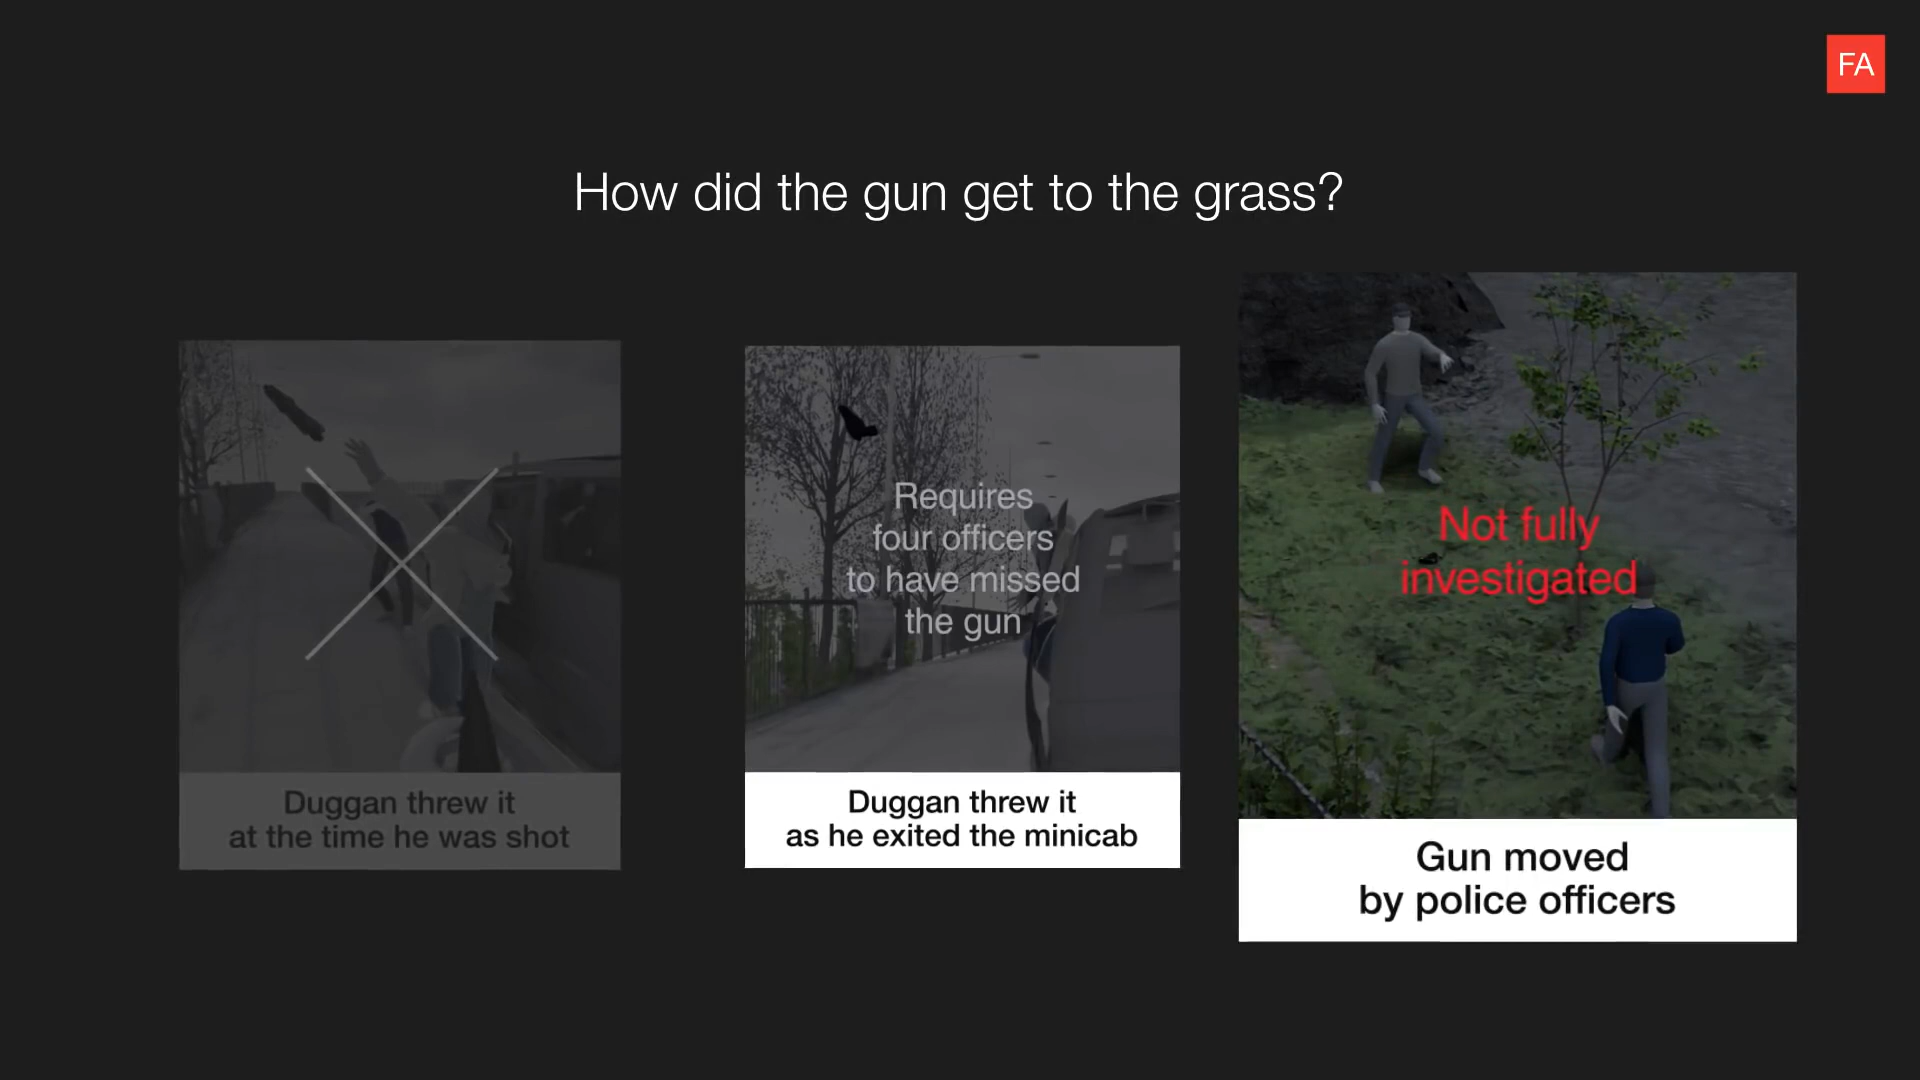 FA
How did the gun get to the grass?
Duggan threw it
at the time he was shot
Requires
four officers
to have missed
the gun
Duggan threw it
as he exited the minicab
Not fully
investigated
Gun moved
by police officers